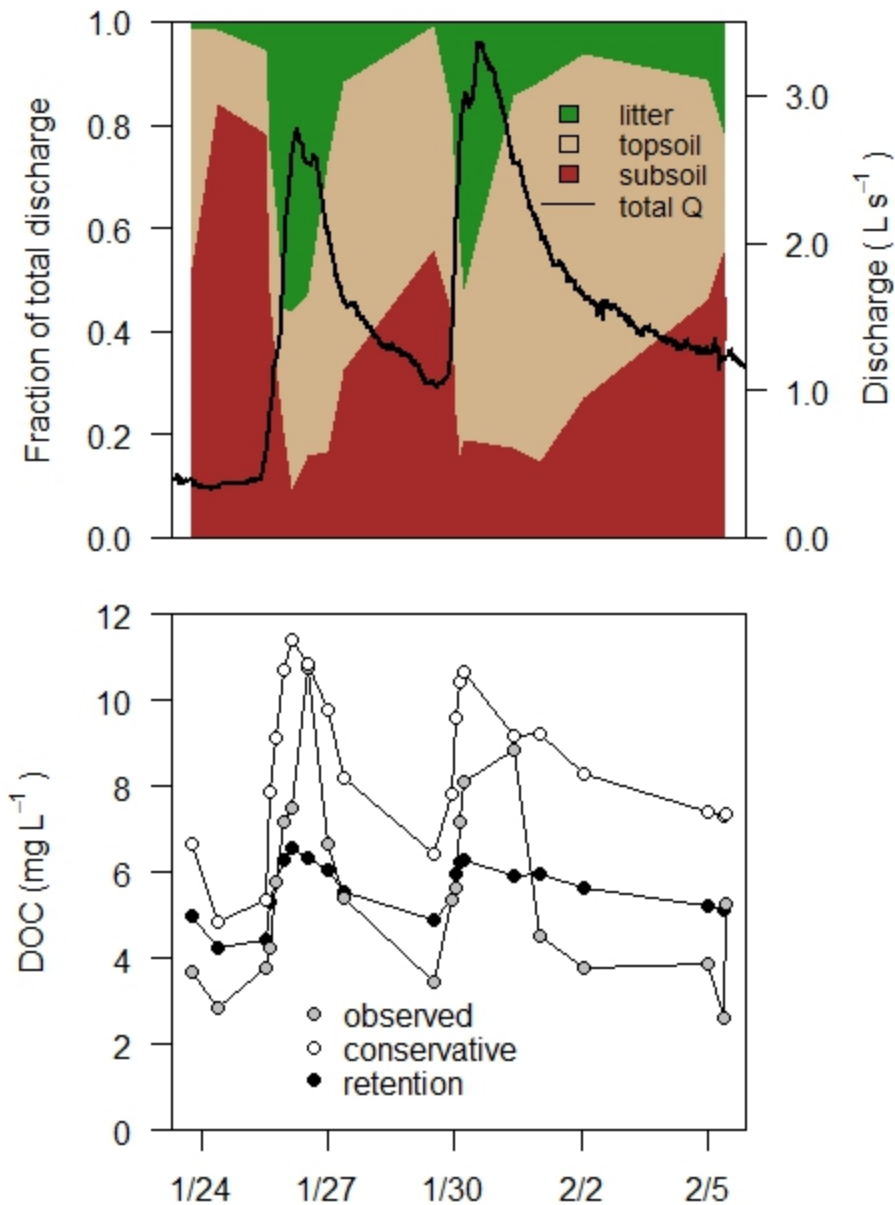 Fraction of total discharge
1.0
0.8
0.6
0.4
0.2
0.0
litter
topsoil
subsoil
total Q
3.0
2.0
1.0
0.0
Discharge ( L s⁻¹)
DOC (mg L⁻¹ )
12
10
8
6
4
2
0
observed
conservative
retention
1/24 1/27 1/30 2/2 2/5